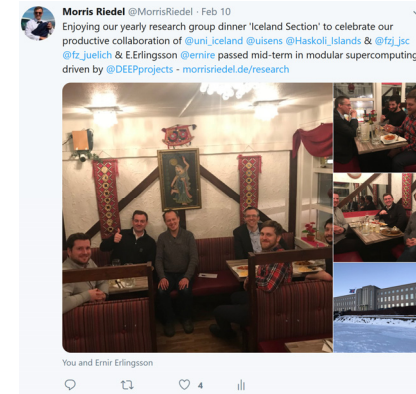 Morris Riedel @MorrisRiedel · Feb 10
Enjoying our yearly research group dinner 'Iceland Section' to celebrate our
productive collaboration of @uni_iceland @uisens @Haskoli_Islands & @fzj_jsc
@fz_juelich & E.Erlingsson @ernire passed mid-term in modular supercomputing
driven by @DEEPprojects - morrisriedel.de/research
You and Ernir Erlingsson
4